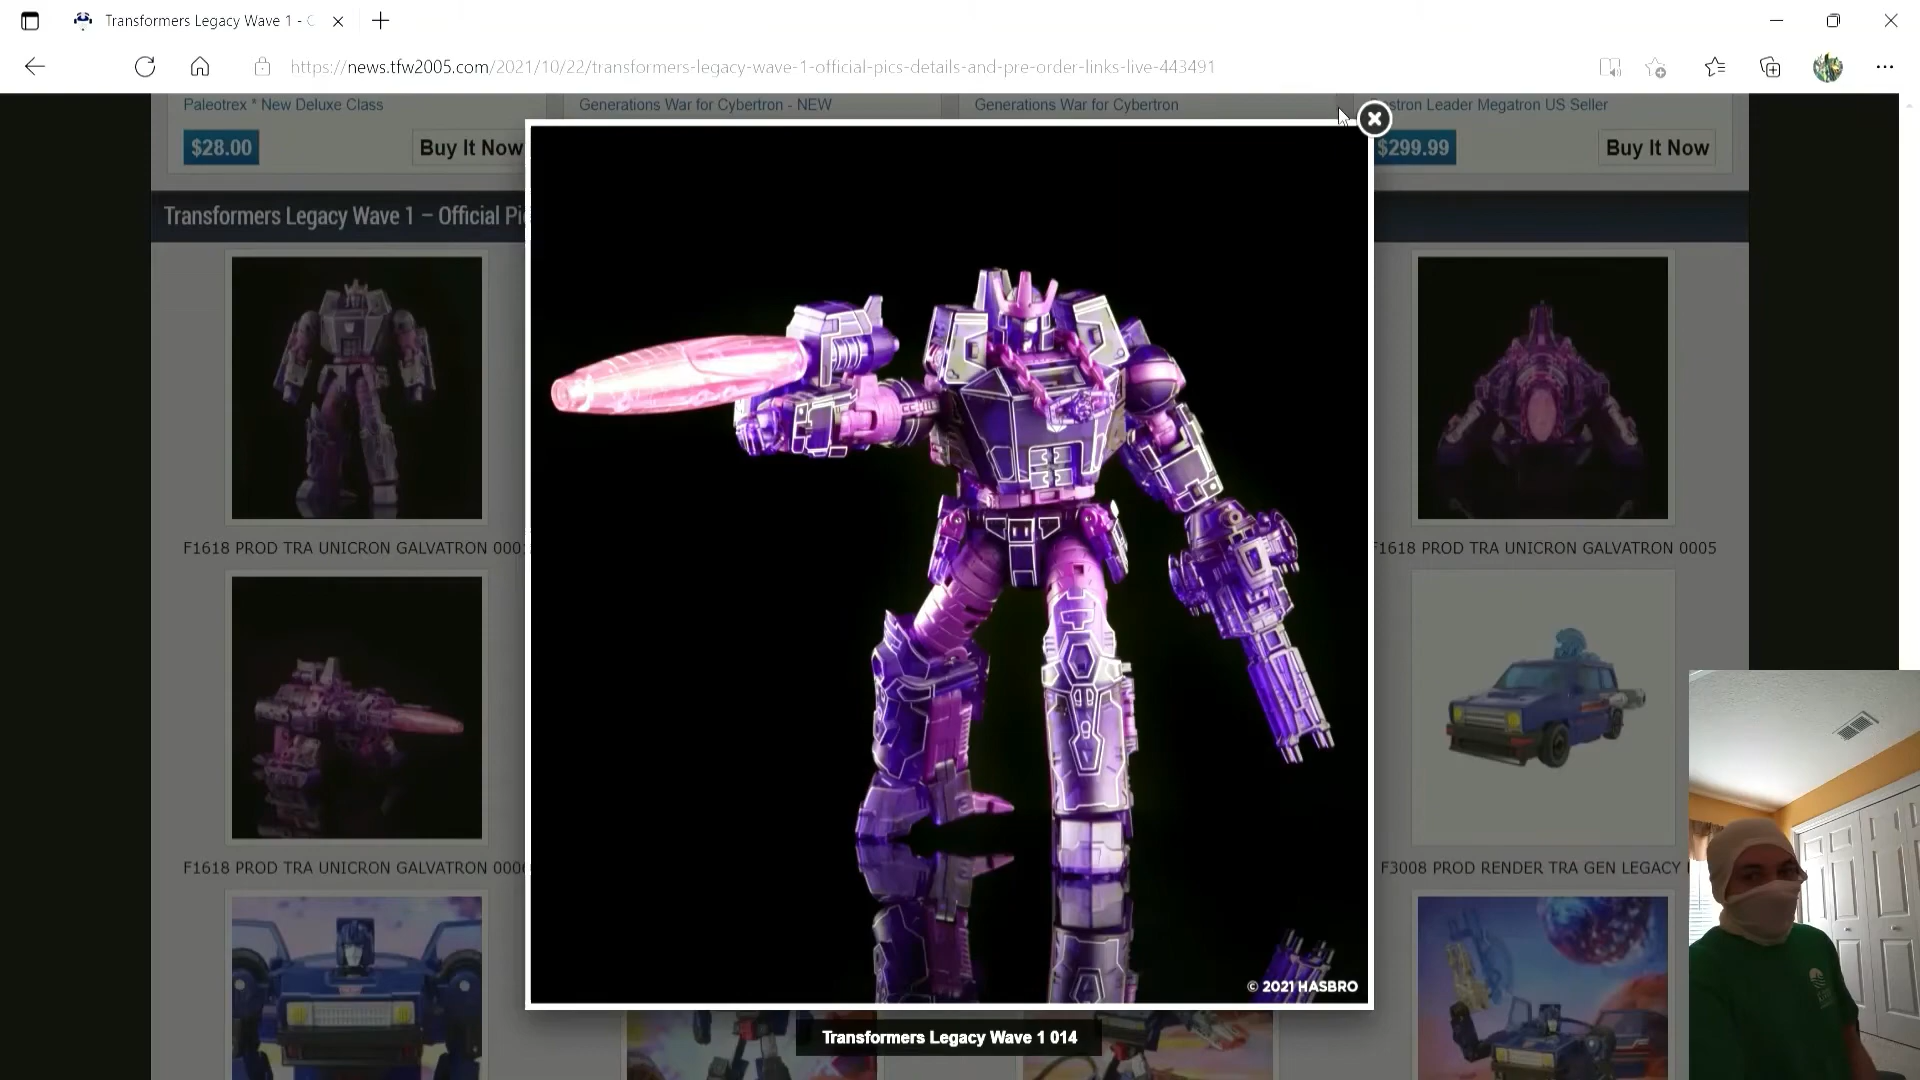 Transformers Legacy Wave 1 - 
https://news.tfw2005.com/2021/10/22/transformers-legacy-wave-1-official-pics-details-and-pre-order-links-live-443491
Paleotrex * New Deluxe Class
Generations War for Cybertron - NEW
Generations War for Cybertron
Leader Megatron US Seller
$28.00
Buy It Now
$299.99
Buy It Now
Transformers Legacy Wave 1 – Official
F1618 PROD TRA UNICRON GALVATRON
F1618 PROD TRA UNICRON GALVATRON 0005
F1618 PROD TRA UNICRON GALVATRON
F3008 PROD RENDER TRA GEN LEGACY
© 2021 HASBRO
Transformers Legacy Wave 1 014